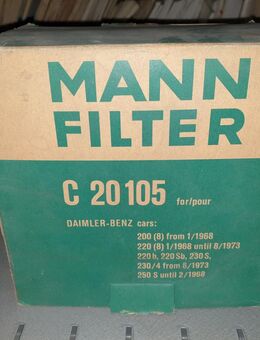 MANN
FILTER
C 20105 for/pour
DAIMLER-BENZ cars:
200 (8) from 1/1968
220 (8) 1/1968 until 8/1973
220 b, 220 Sb, 230 S,
230/4 from 8/1973
250 S until 2/1968